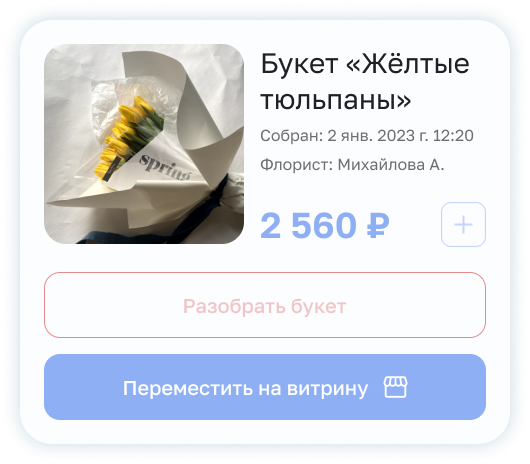 Букет «Жёлтые
тюльпаны»
Собран: 2 янв. 2023 г. 12:20
Флорист: Михайлова А.
spring
2 560 ₽
Разобрать букет
Переместить на витрину